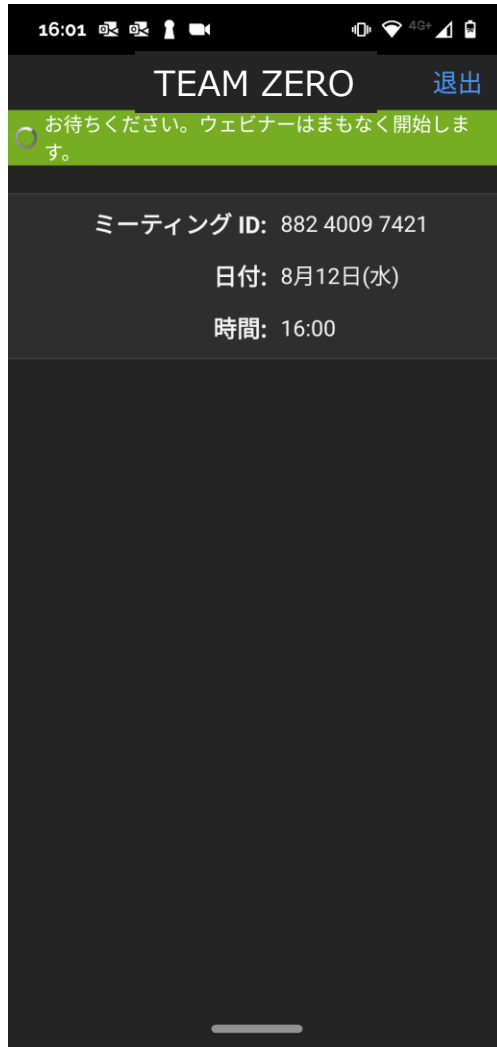 16:01 4G+
TEAM ZERO 退出
お待ちください。ウェビナーはまもなく開始しま
す。
ミーティング ID: 882 4009 7421
日付: 8月12日(水)
時間: 16:00